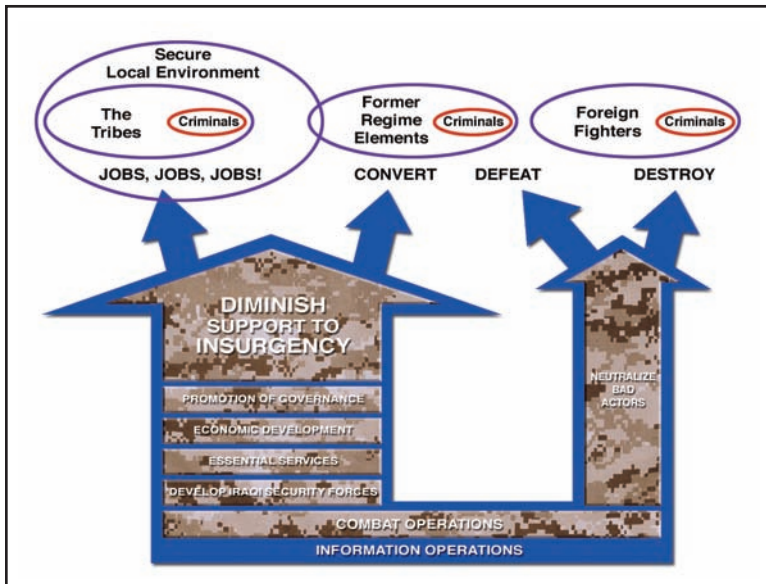 Secure
Local Environment
The
Tribes
Criminals
JOBS, JOBS, JOBS!
Former
Regime
Elements
Criminals
CONVERT
DEFEAT
Foreign
Fighters
Criminals
DESTROY
DIMINISH
SUPPORT TO
INSURGENCY
PROMOTION OF GOVERNANCE
ECONOMIC DEVELOPMENT
ESSENTIAL SERVICES
DEVELOP IRAQI SECURITY FORCES
NEUTRALIZE
BAD
ACTORS
COMBAT OPERATIONS
INFORMATION OPERATIONS